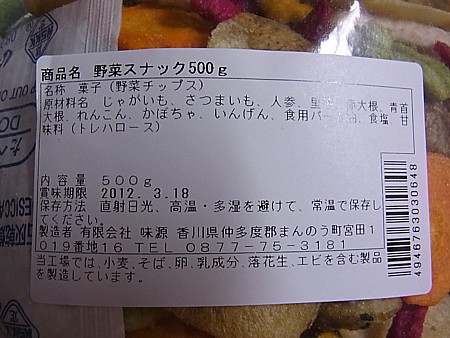 商品名 野菜スナック500g
名称 菓子(野菜チップス)
原材料名 じゃがいも、さつまいも、人参、里 大根、青首
大根、れんこん、かぼちゃ、いんげん、食用パー 油、食塩、甘
味料(トレハロース)
内容量 500g
賞味期限 2012.3.18
保存方法 直射日光、高温・多湿を避けて、常温で保存し
てください。
製造者 有限会社 味源 香川県仲多度郡まんのう町宮田1
019番地16 TEL 0877-75-3181
当工場では、小麦、そば、卵、乳成分、落花生、エビを含む製品
を製造しています。
4946763030648